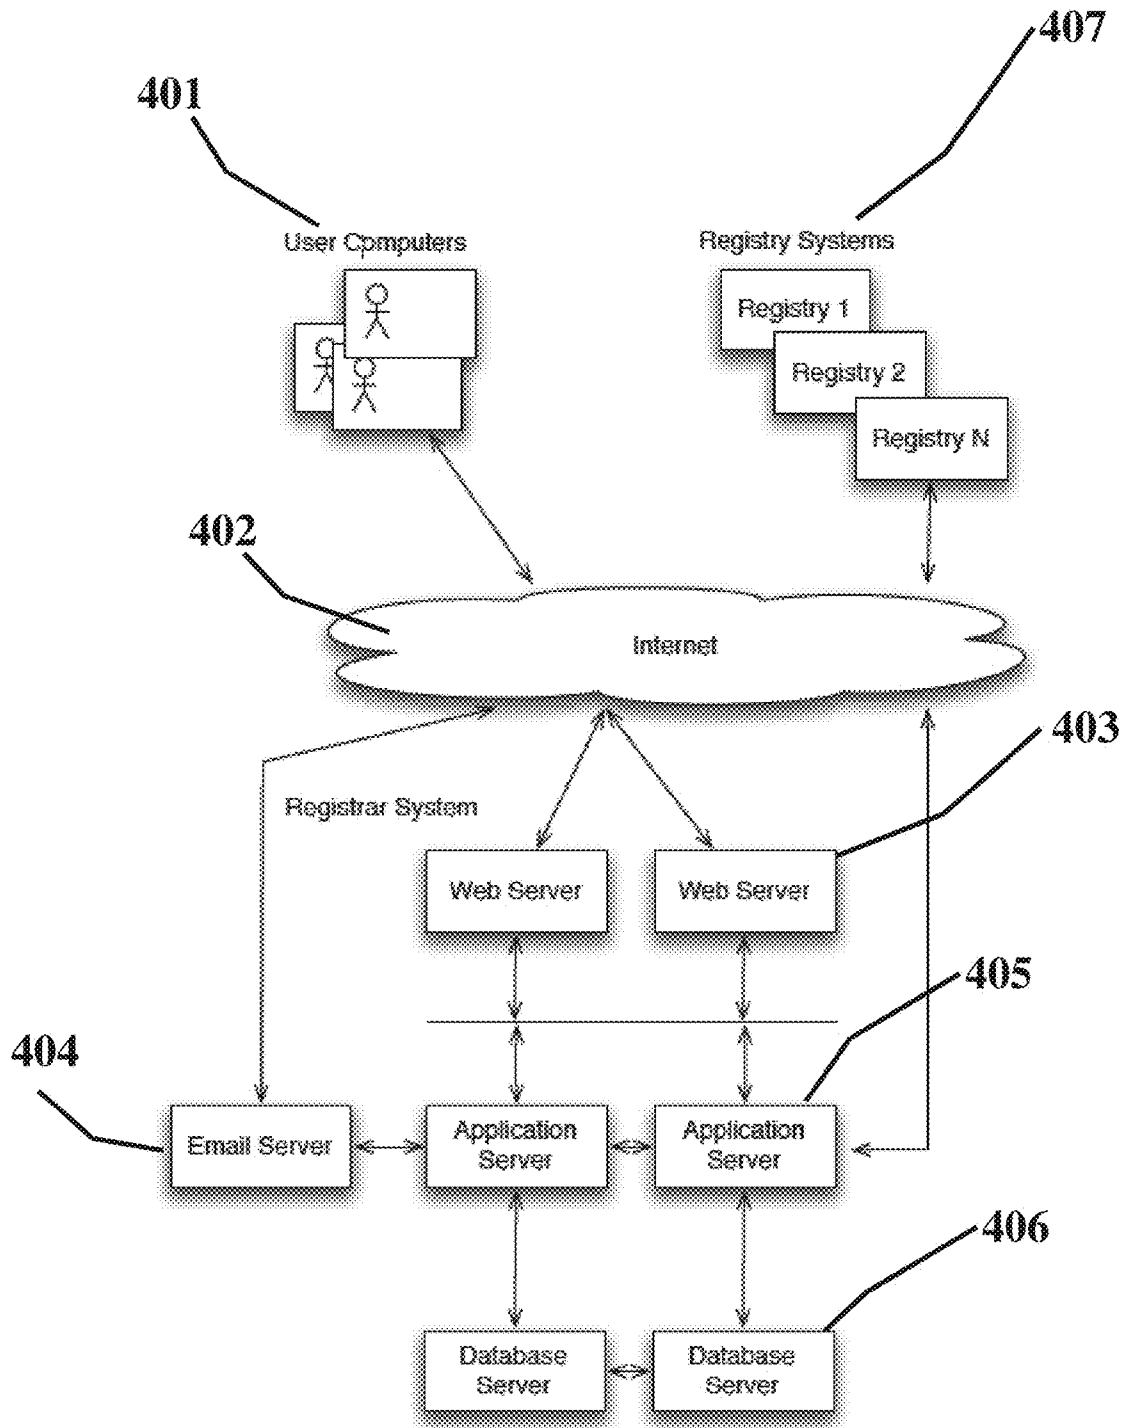 407
401
User Computers
Registry Systems
Registry 1
Registry 2
Registry N
402
Internet
403
Registrar System
Web Server
Web Server
405
404
Email Server
Application
Server
Application
Server
406
Database
Server
Database
Server